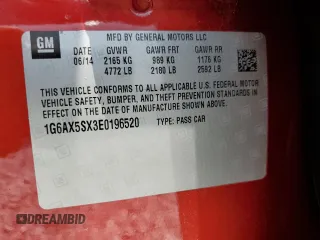 GM
MFD BY GENERAL MOTORS LLC
DATE GVWR GAWR FRT GAWR RR
06/14 2165 KG 989 KG 1176 KG
4772 LB 2180 LB 2592 LB
THIS VEHICLE CONFORMS TO ALL APPLICABLE U.S. FEDERAL MOTOR
VEHICLE SAFETY, BUMPER, AND THEFT PREVENTION STANDARDS IN
EFFECT ON THE DATE OF MANUFACTURE SHOWN ABOVE.
1G6AX5SX3E0196520 TYPE: PASS CAR
DREAMBID